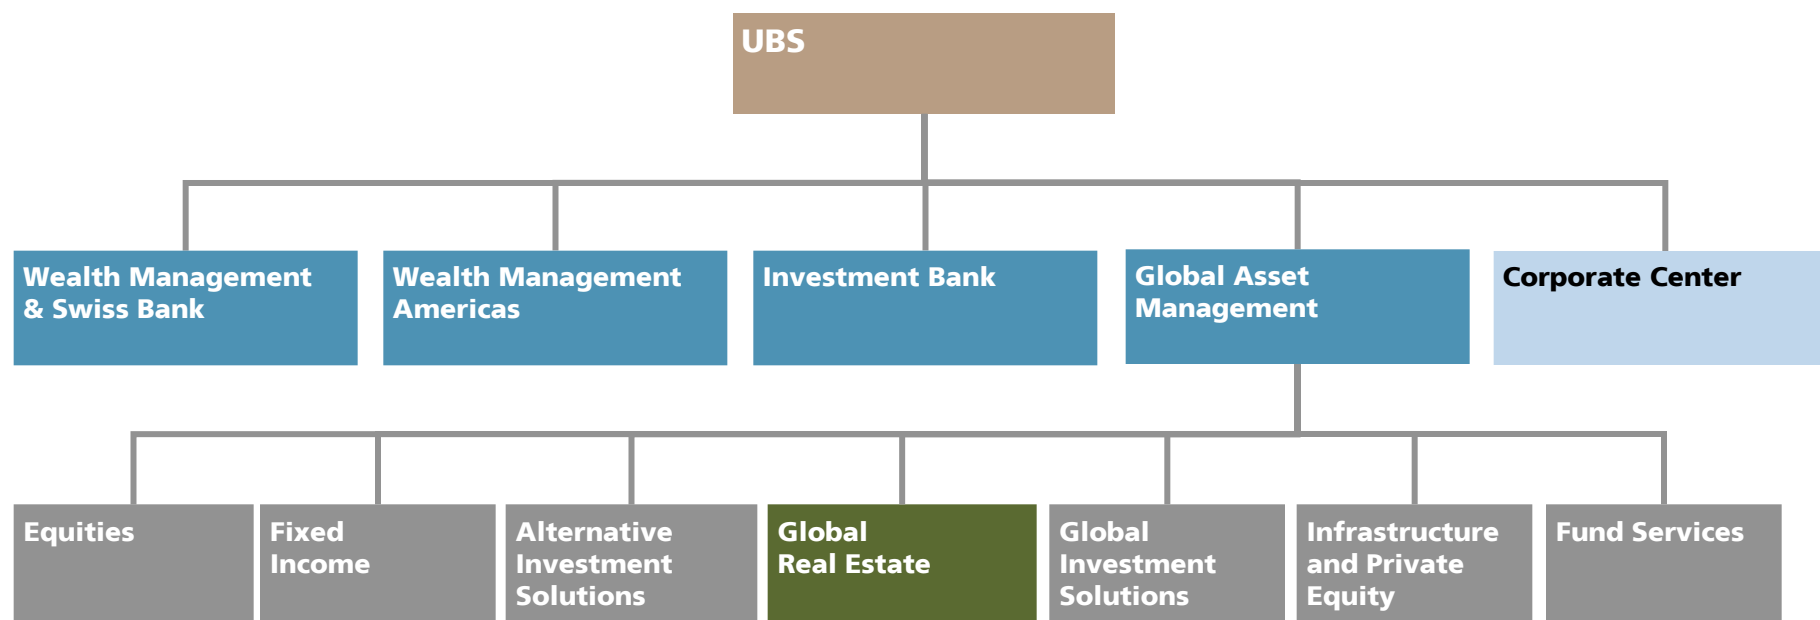 UBS
Wealth Management
& Swiss Bank
Wealth Management
Americas
Investment Bank
Global Asset
Management
Corporate Center
Equities
Fixed
Income
Alternative
Investment
Solutions
Global
Real Estate
Global
Investment
Solutions
Infrastructure
and Private
Equity
Fund Services